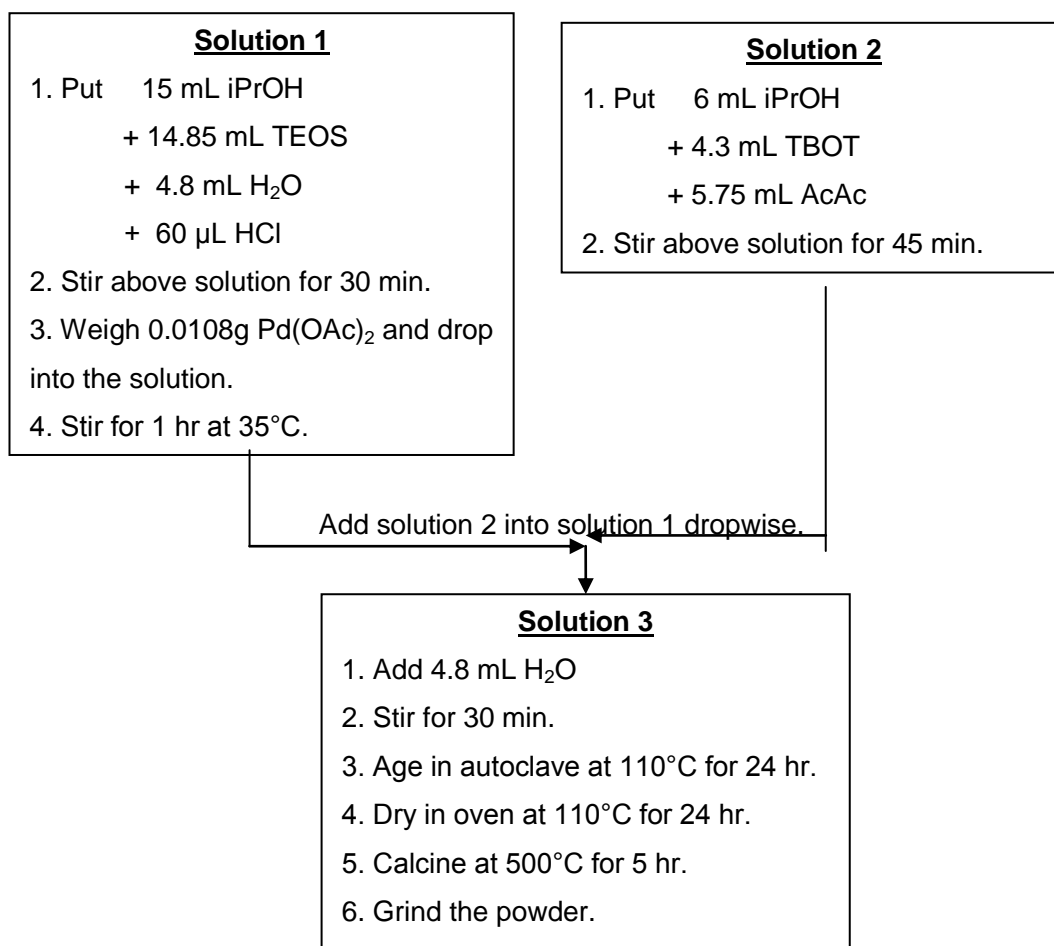 Solution 1
1. Put 15 mL iPrOH
+ 14.85 mL TEOS
+ 4.8 mL H₂O
+ 60 µL HCl
2. Stir above solution for 30 min.
3. Weigh 0.0108g Pd(OAc)₂ and drop
into the solution.
4. Stir for 1 hr at 35°C.
Solution 2
1. Put 6 mL iPrOH
+ 4.3 mL TBOT
+ 5.75 mL AcAc
2. Stir above solution for 45 min.
Add solution 2 into solution 1 dropwise.
Solution 3
1. Add 4.8 mL H₂O
2. Stir for 30 min.
3. Age in autoclave at 110°C for 24 hr.
4. Dry in oven at 110°C for 24 hr.
5. Calcine at 500°C for 5 hr.
6. Grind the powder.